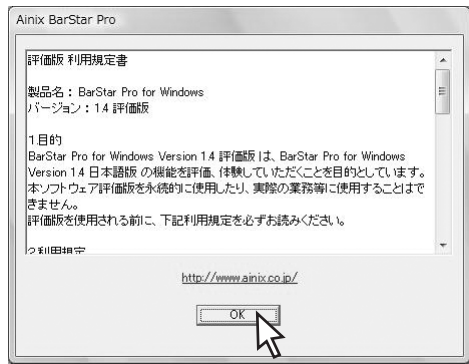 Ainix BarStar Pro
評価版 利用規定書
製品名：BarStar Pro for Windows
バージョン：1.4 評価版
1.目的
BarStar Pro for Windows Version 1.4 評価版 は、BarStar Pro for Windows
Version 1.4 日本語版 の機能を評価、体験していただくことを目的としています。
本ソフトウェア評価版を永続的に使用したり、実際の業務等に使用することはで
きません。
評価版を使用される前に、下記利用規定を必ずお読みください。
2.利用規定
http://www.ainix.co.jp/
OK